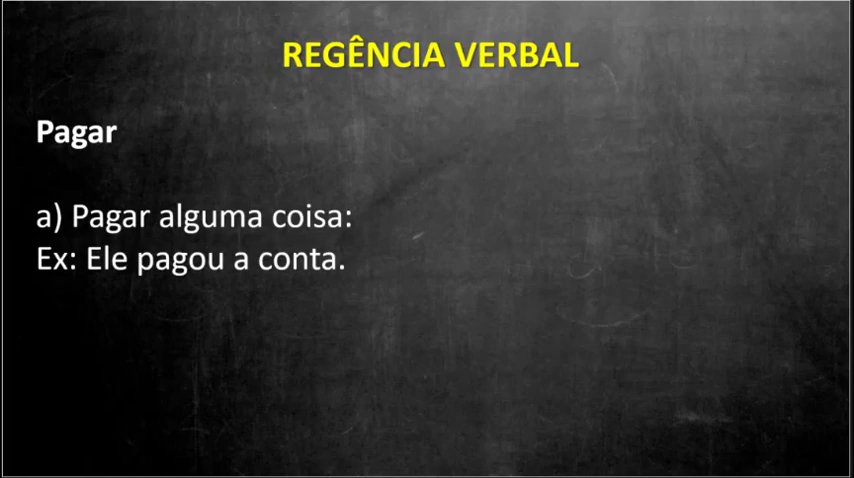 REGÊNCIA VERBAL
Pagar
a) Pagar alguma coisa:
Ex: Ele pagou a conta.